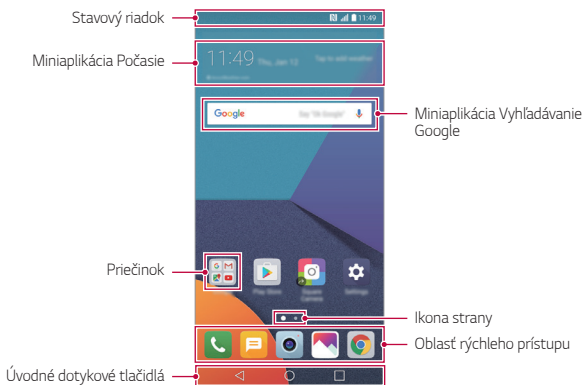 Stavový riadok
11:49
Miniaplikácia Počasie
11:49 Thu, Jan 12 Tap to add weather
Google Say "Ok Google"
Miniaplikácia Vyhľadávanie
Google
Priečinok
Play Store
Square
Camera
Settings
Ikona strany
Oblasť rýchleho prístupu
Úvodné dotykové tlačidlá